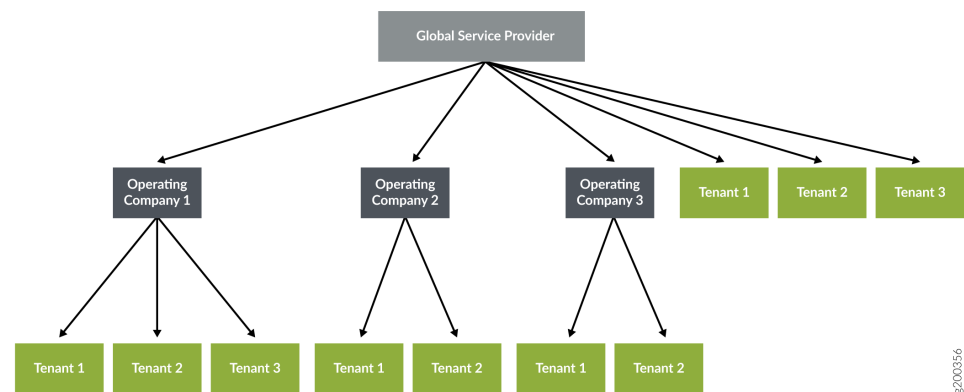 Global Service Provider
Operating
Company 1
Operating
Company 2
Operating
Company 3
Tenant 1
Tenant 2
Tenant 3
Tenant 1
Tenant 2
Tenant 3
Tenant 1
Tenant 2
Tenant 1
Tenant 2
g200356